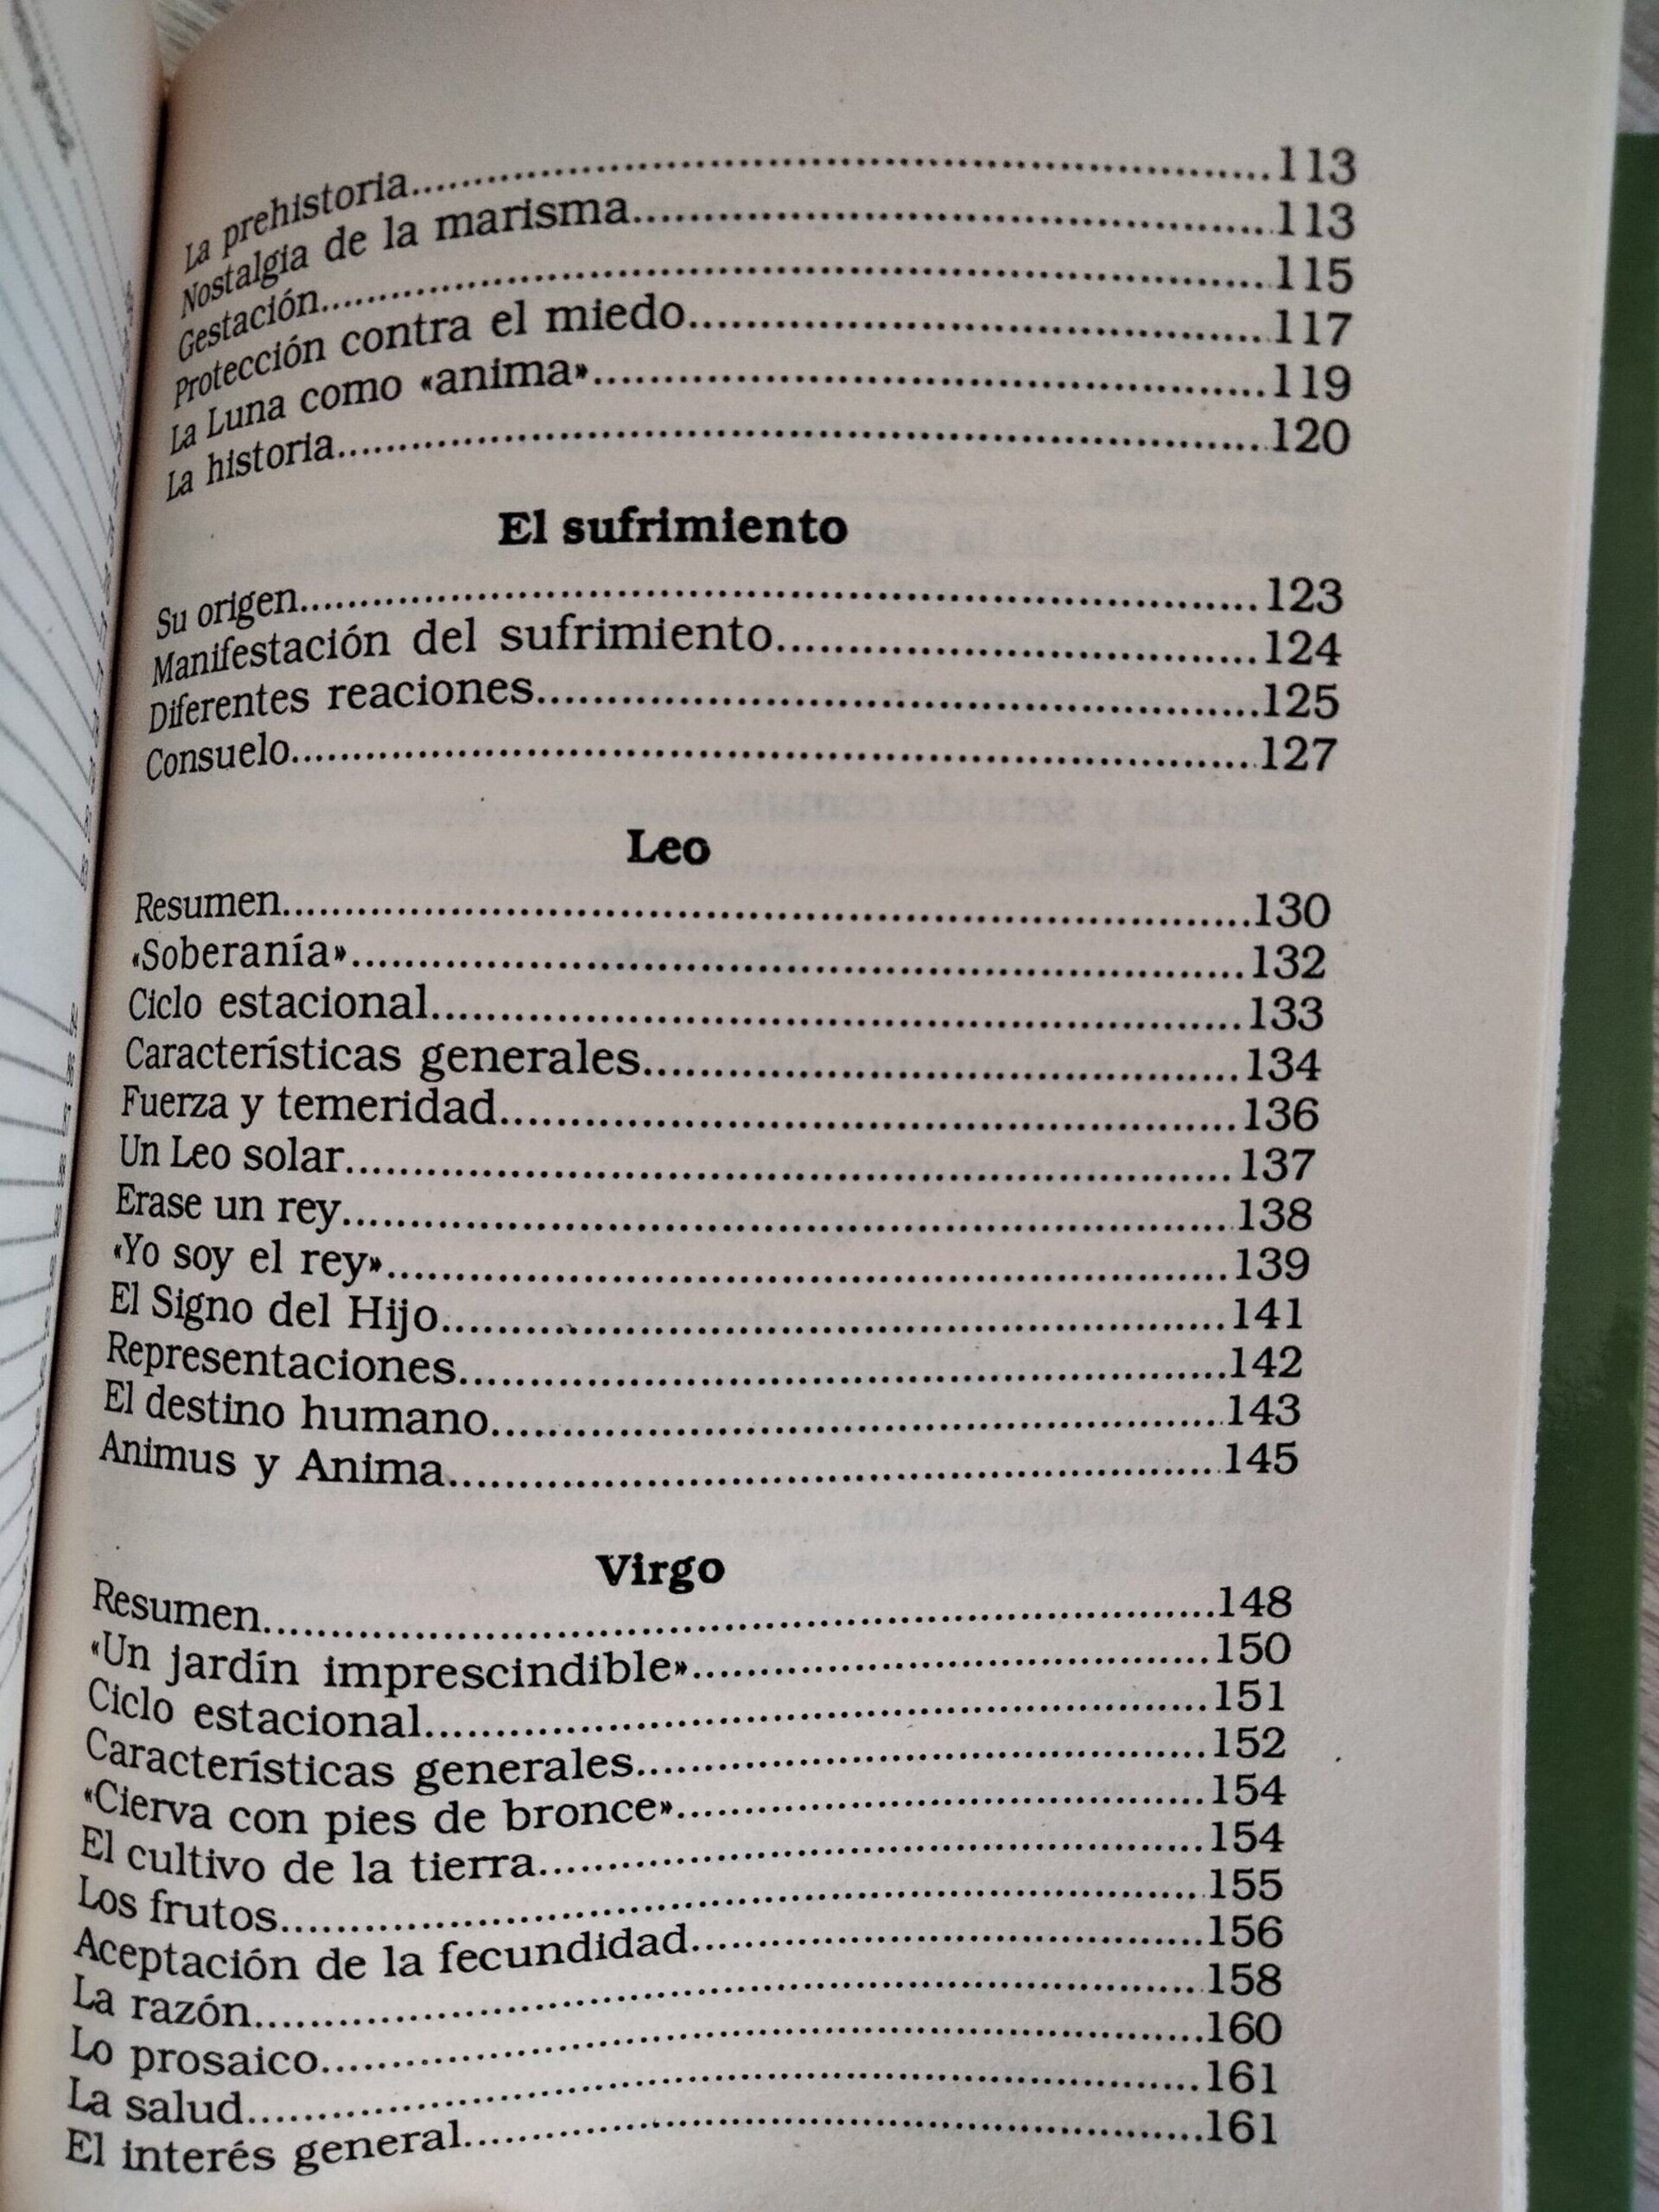 La prehistoria..........113
Nostalgia de la marisma..........113
Gestación..........115
Protección contra el miedo..........117
La Luna como «anima»..........119
La historia..........120
El sufrimiento
Su origen..........123
Manifestación del sufrimiento..........124
Diferentes reaciones..........125
Consuelo..........127
Leo
Resumen..........130
«Soberanía»..........132
Ciclo estacional..........133
Características generales..........134
Fuerza y temeridad..........136
Un Leo solar..........137
Erase un rey..........138
«Yo soy el rey»..........139
El Signo del Hijo..........141
Representaciones..........142
El destino humano..........143
Animus y Anima..........145
Virgo
Resumen..........148
«Un jardín imprescindible»..........150
Ciclo estacional..........151
Características generales..........152
«Cierva con pies de bronce»..........154
El cultivo de la tierra..........154
Los frutos..........155
Aceptación de la fecundidad..........156
La razón..........158
Lo prosaico..........160
La salud..........161
El interés general..........161